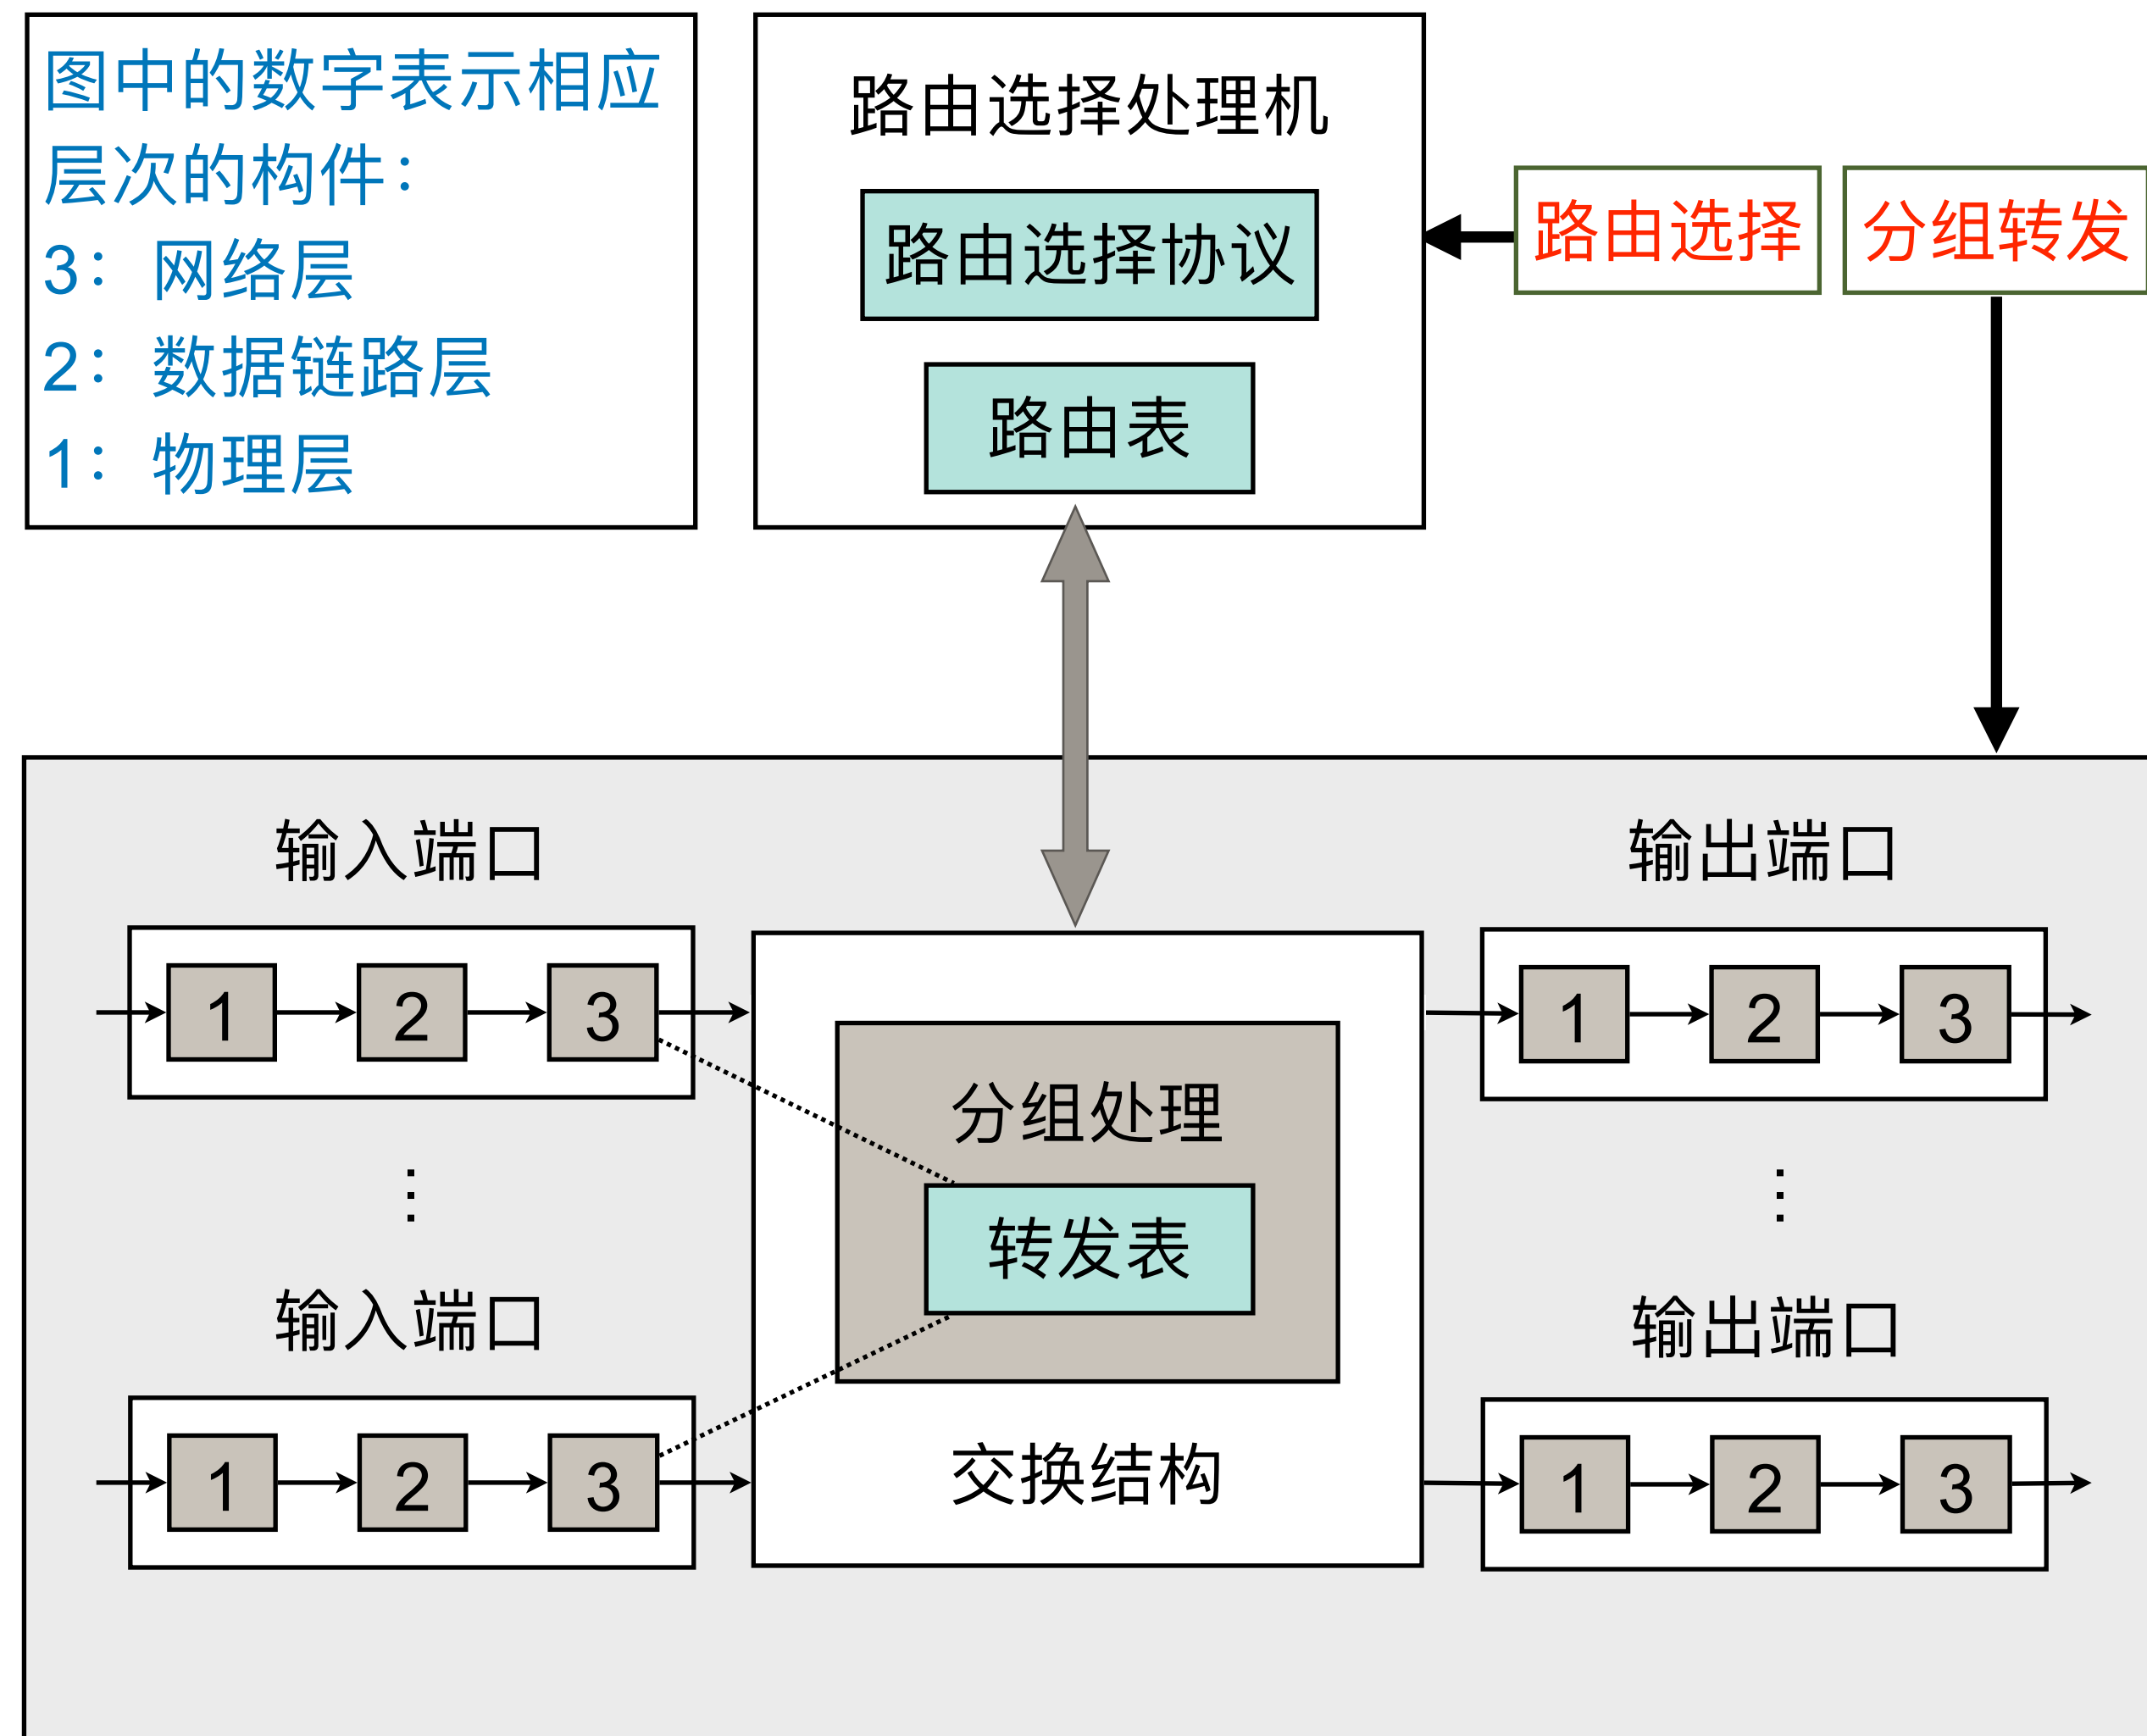 图中的数字表示相应
层次的构件：
3： 网络层
2： 数据链路层
1： 物理层
路由选择处理机
路由选择协议
路由表
路由选择
分组转发
输入端口
1 2 3
⋮
输入端口
1 2 3
分组处理
转发表
交换结构
输出端口
1 2 3
⋮
输出端口
1 2 3